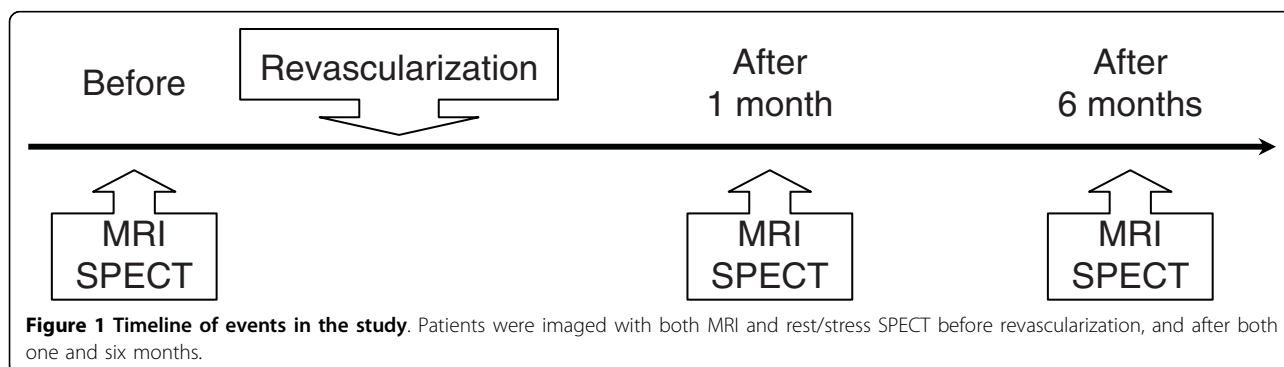 Before
Revascularization
After
1 month
After
6 months
MRI
SPECT
MRI
SPECT
MRI
SPECT
Figure 1 Timeline of events in the study. Patients were imaged with both MRI and rest/stress SPECT before revascularization, and after both
one and six months.